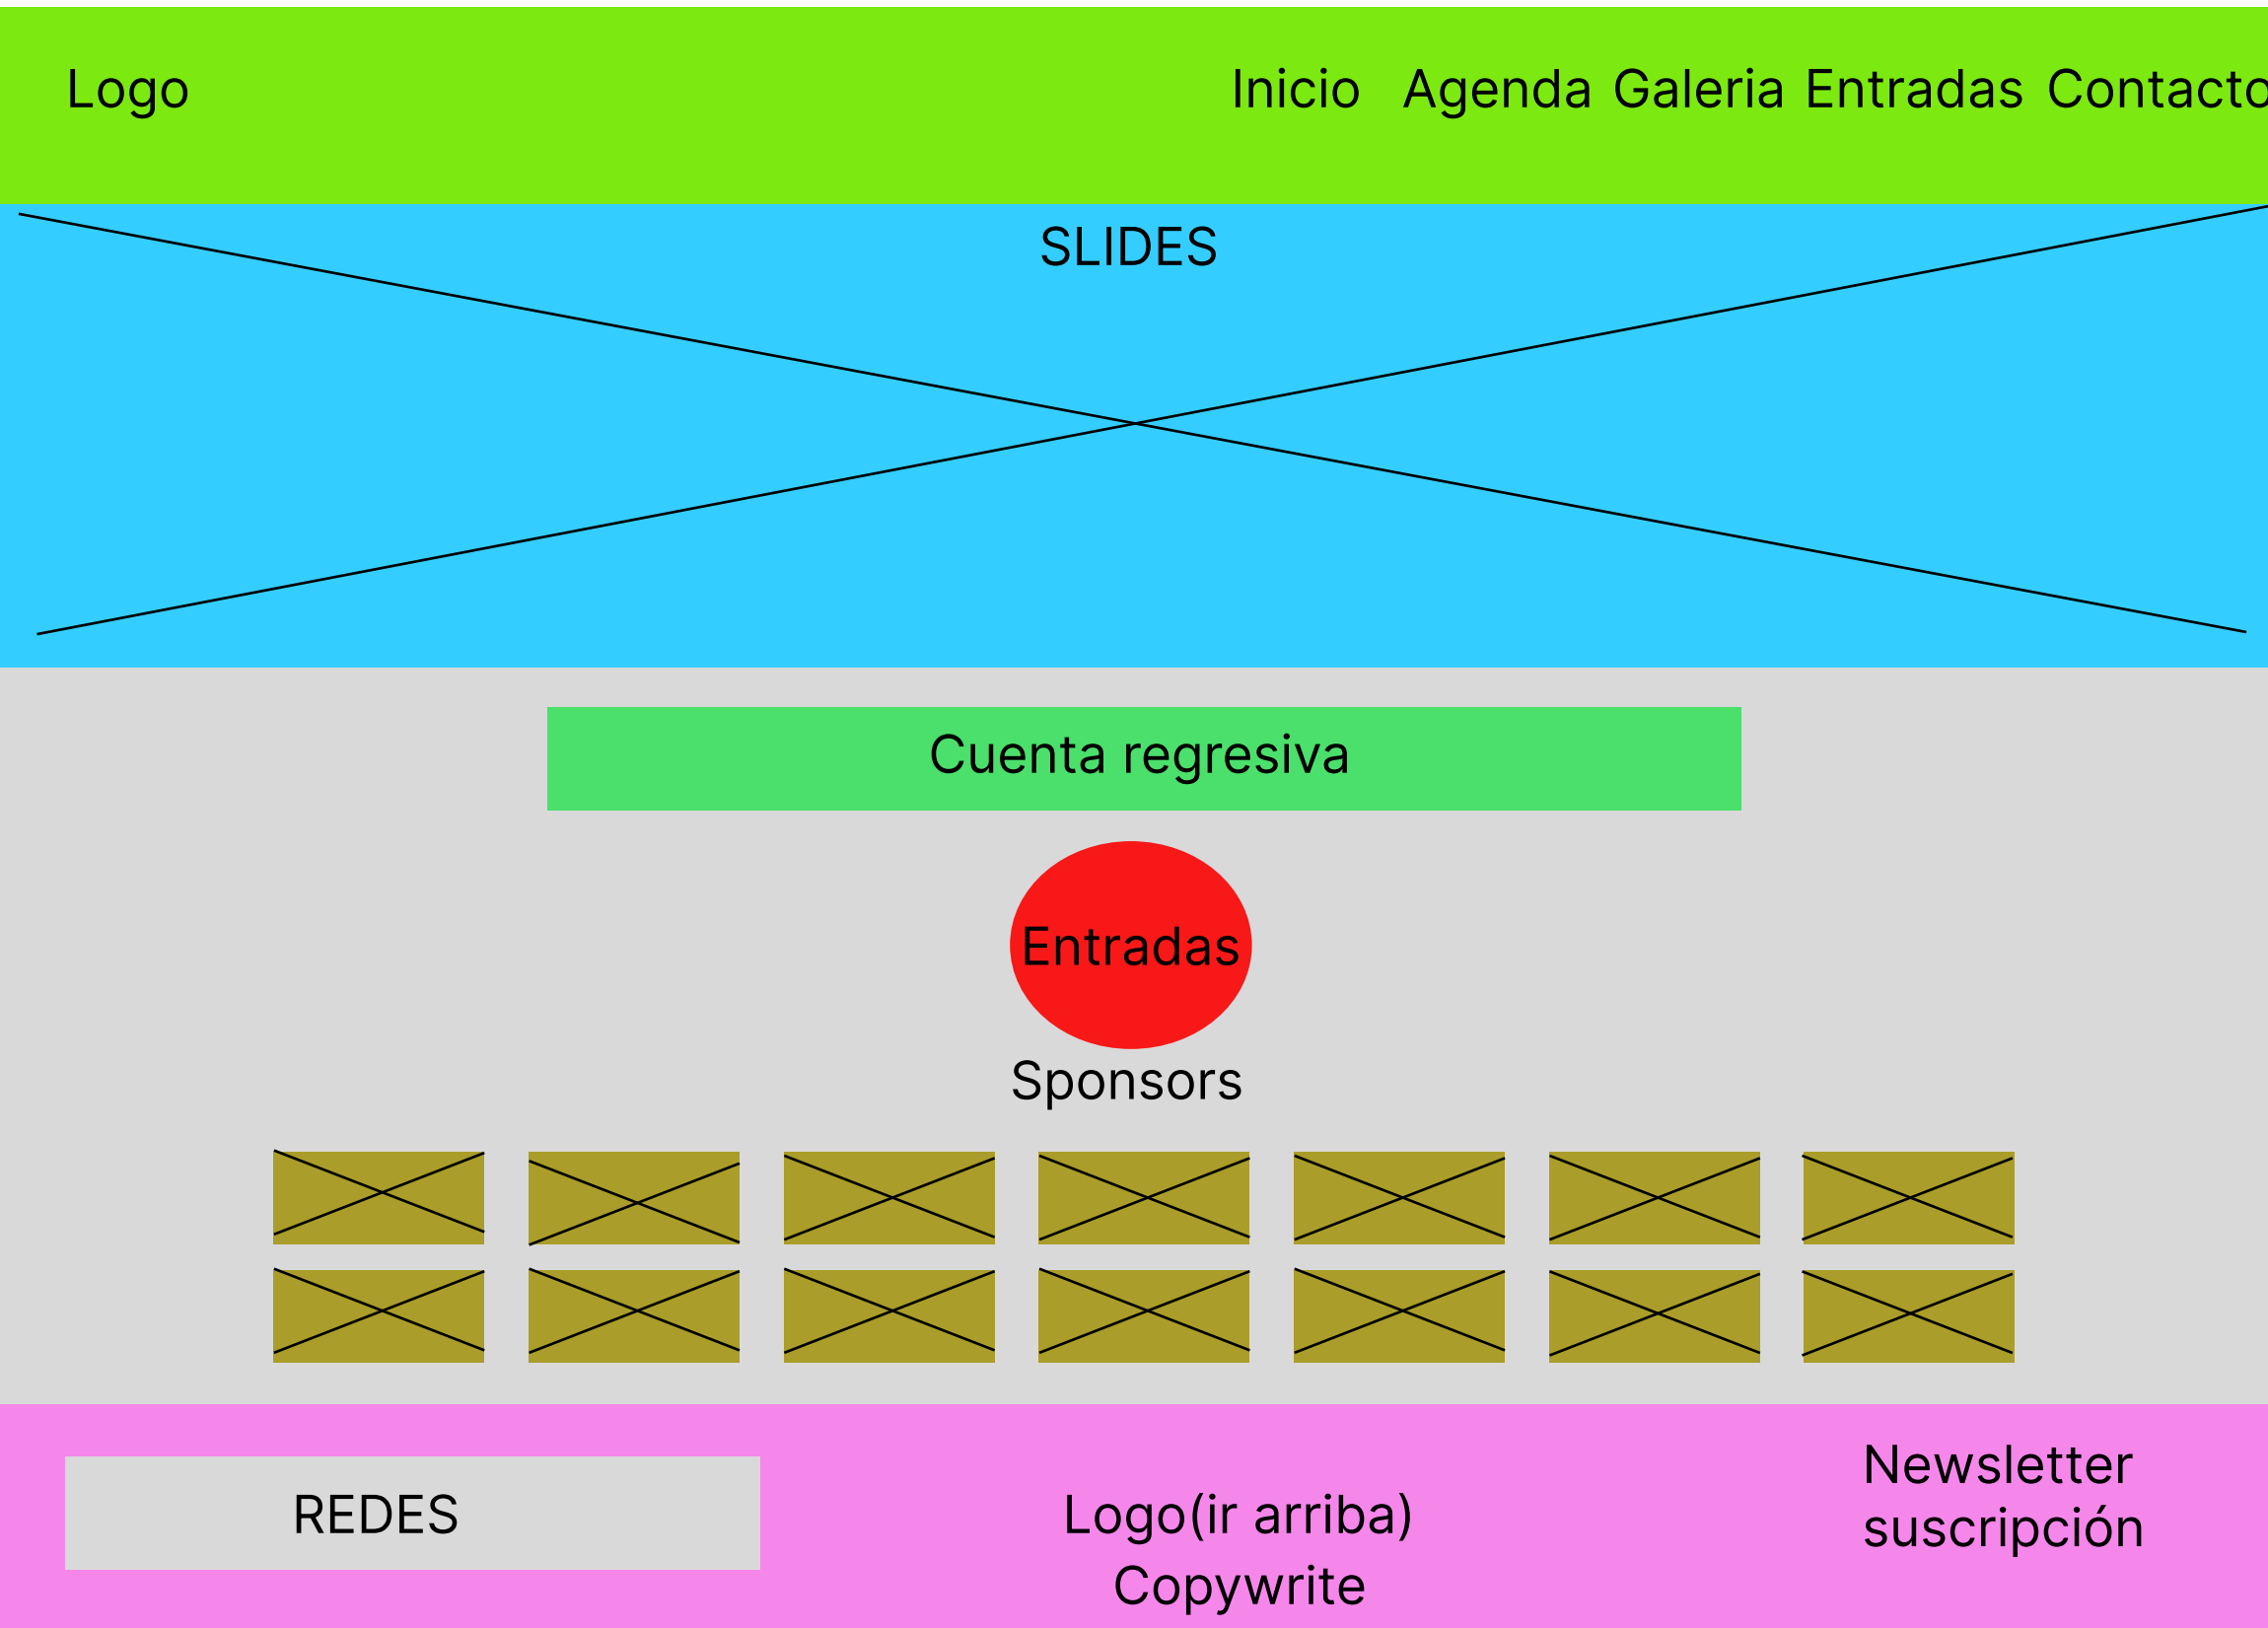 Logo
Inicio Agenda Galeria Entradas Contacto
SLIDES
Cuenta regresiva
Entradas
Sponsors
REDES
Logo(ir arriba)
Copywrite
Newsletter
suscripción